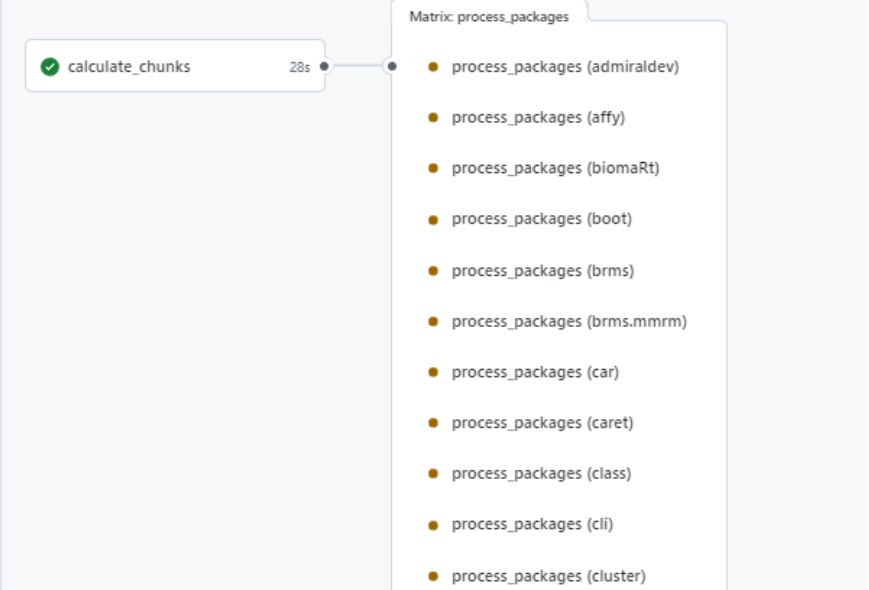 Matrix: process_packages
calculate_chunks 28s
process_packages (admiraldev)
process_packages (affy)
process_packages (biomaRt)
process_packages (boot)
process_packages (brms)
process_packages (brms.mmrm)
process_packages (car)
process_packages (caret)
process_packages (class)
process_packages (cli)
process_packages (cluster)